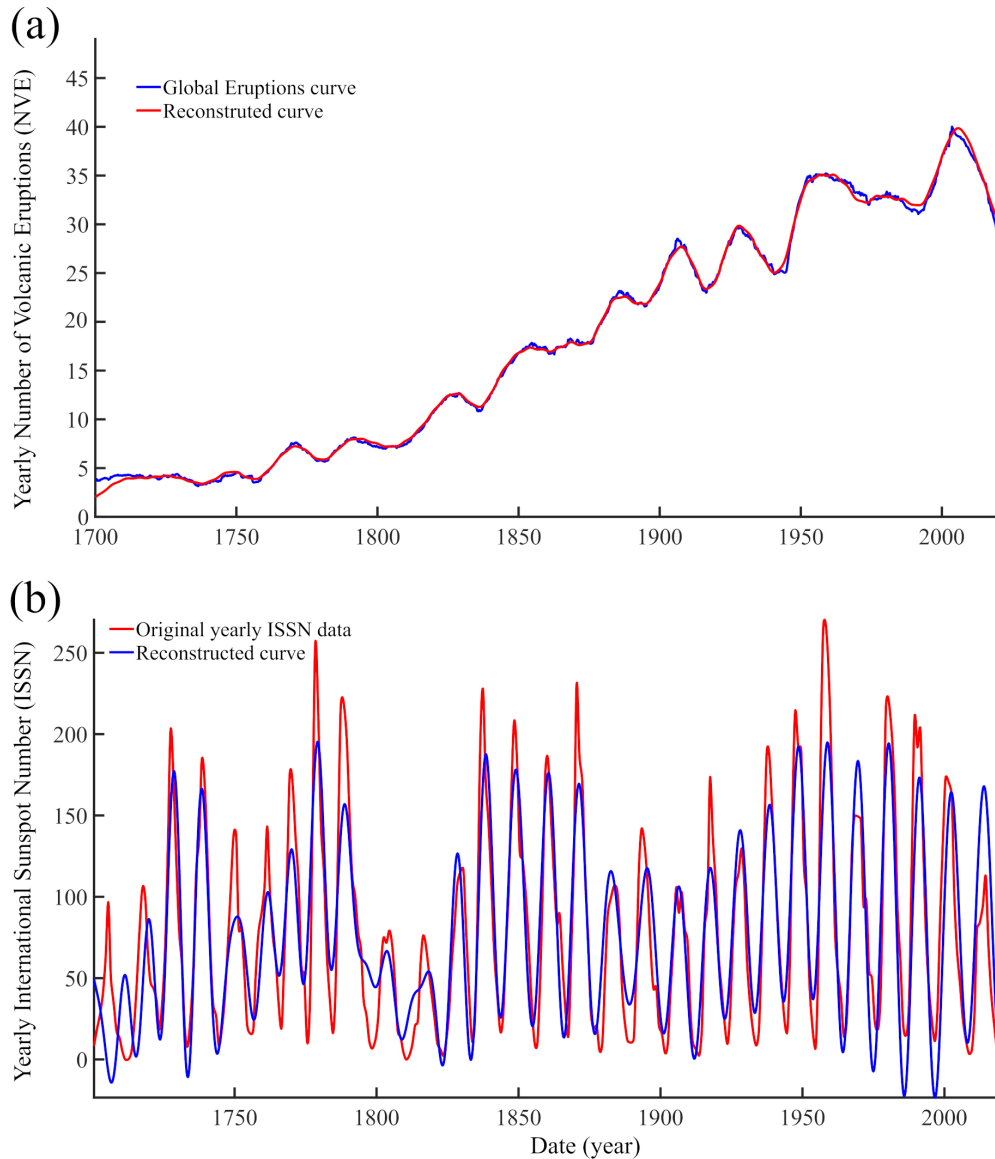 (a)
Yearly Number of Volcanic Eruptions (NVE)
45
40
35
30
25
20
15
10
5
0
Global Eruptions curve
Reconstruted curve
1700 1750 1800 1850 1900 1950 2000
(b)
Yearly International Sunspot Number (ISSN)
250
200
150
100
50
0
Original yearly ISSN data
Reconstructed curve
1750 1800 1850 1900 1950 2000
Date (year)